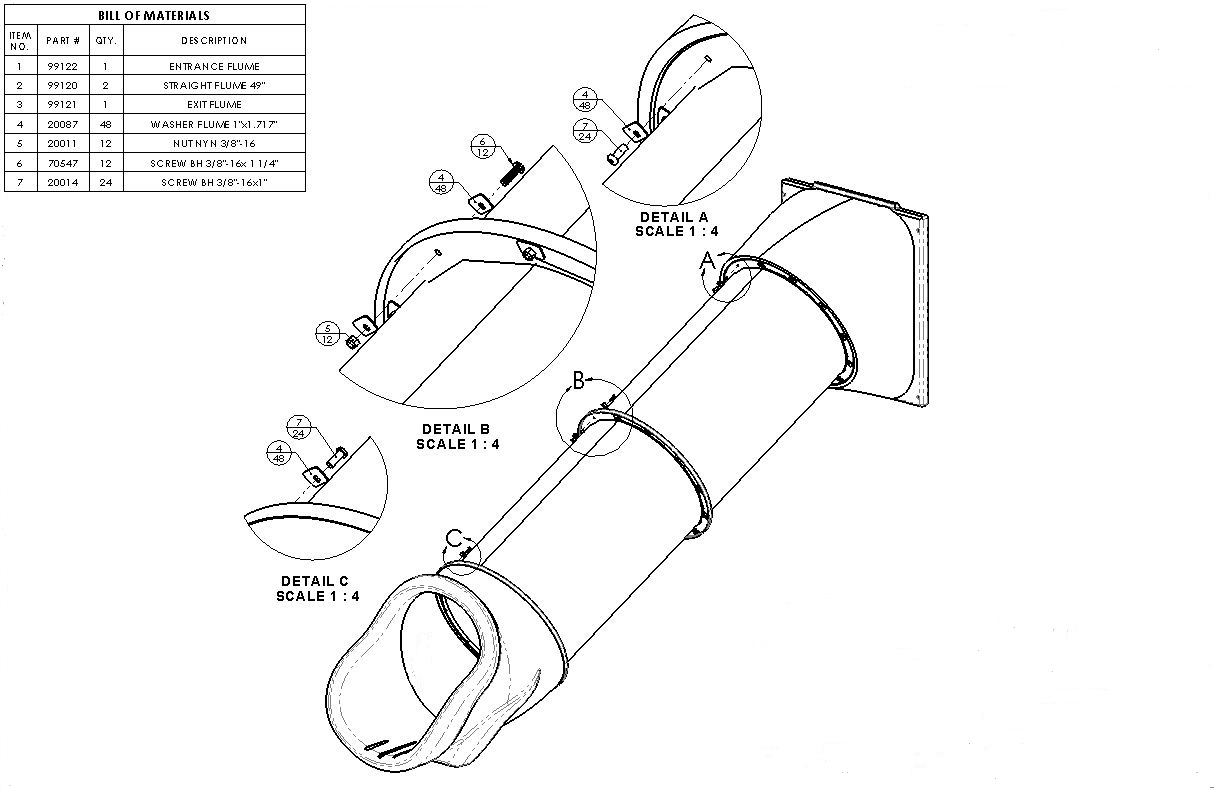 BILL OF MATERIALS
ITEM NO. PART # QTY. DESCRIPTION
1 99122 1 ENTRANCE FLUME
2 99120 2 STRAIGHT FLUME 49"
3 99121 1 EXIT FLUME
4 20087 48 WASHER FLUME 1"x1.717"
5 20011 12 NUT NYN 3/8"-16
6 70547 12 SCREW BH 3/8"-16x 1 1/4"
7 20014 24 SCREW BH 3/8"-16x1"
4
48
7
24
DETAIL A
SCALE 1 : 4
6
12
4
48
5
12
DETAIL B
SCALE 1 : 4
7
24
4
48
DETAIL C
SCALE 1 : 4
A
B
C